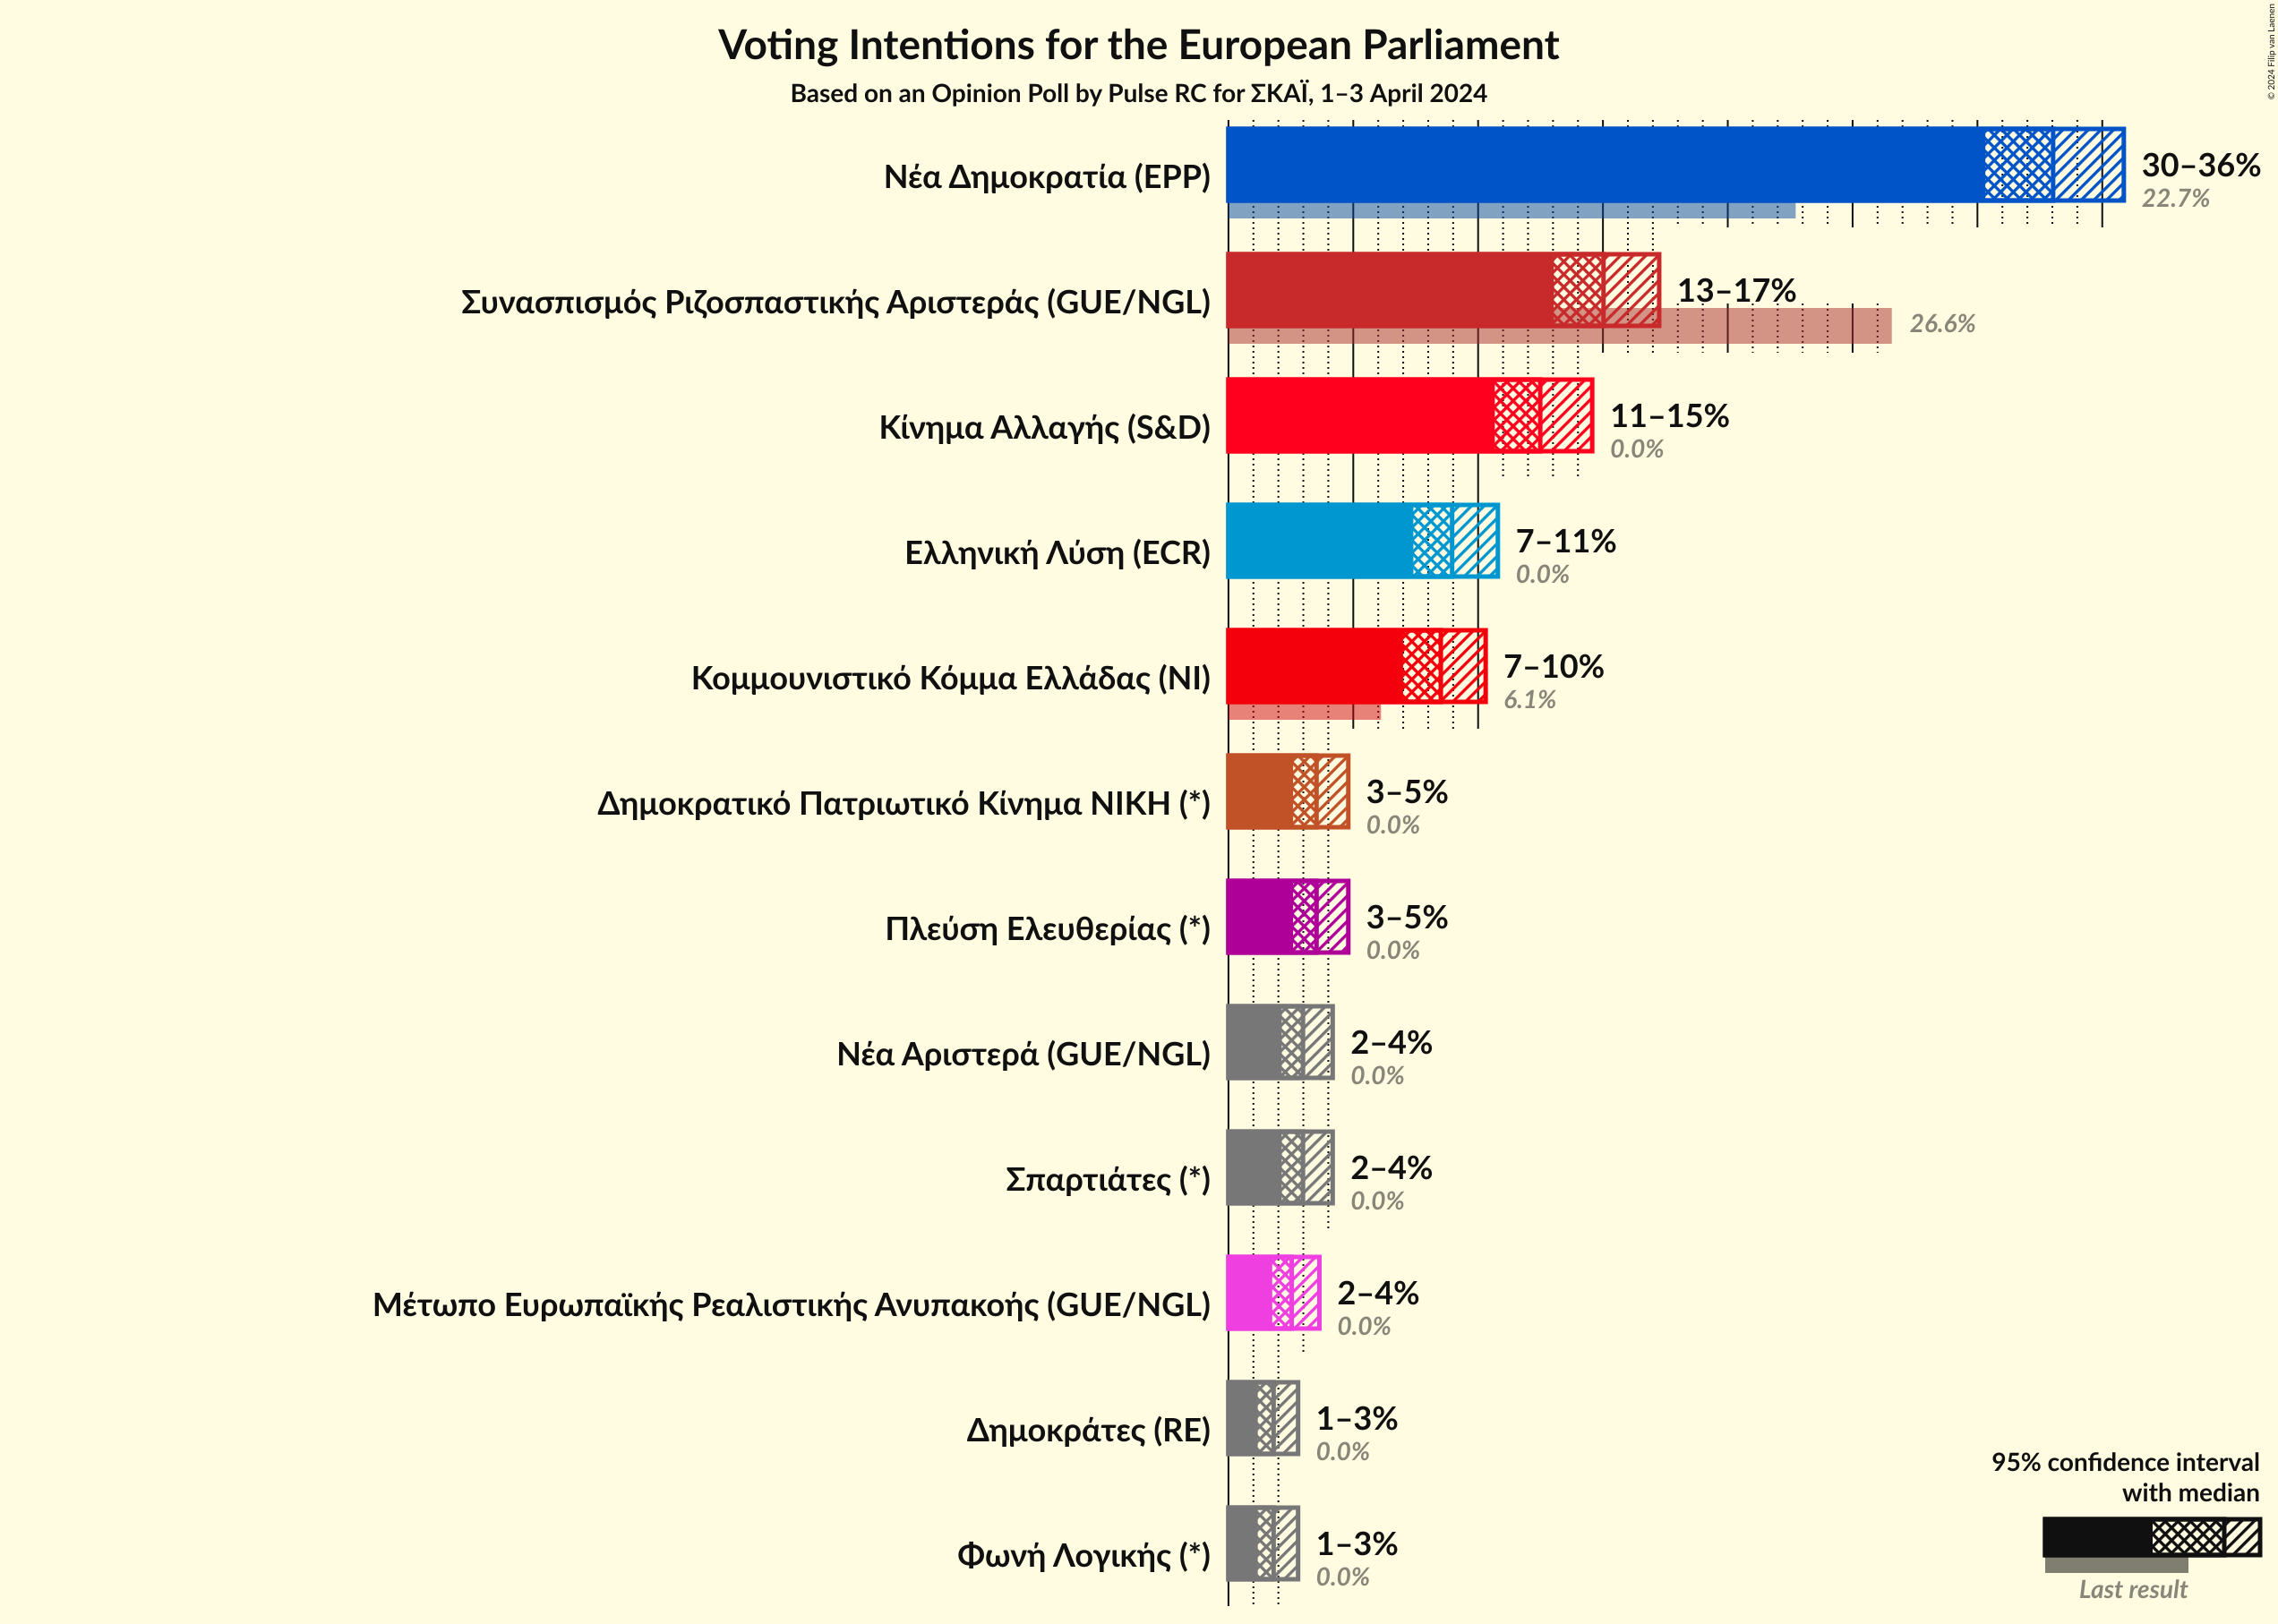 Voting Intentions for the European Parliament
Based on an Opinion Poll by Pulse RC for ΣΚΑΪ, 1–3 April 2024
© 2024 Filip van Laenen
Νέα Δημοκρατία (EPP)
30–36%
22.7%
Συνασπισμός Ριζοσπαστικής Αριστεράς (GUE/NGL)
13–17%
26.6%
Κίνημα Αλλαγής (S&D)
11–15%
0.0%
Ελληνική Λύση (ECR)
7–11%
0.0%
Κομμουνιστικό Κόμμα Ελλάδας (NI)
7–10%
6.1%
Δημοκρατικό Πατριωτικό Κίνημα ΝΙΚΗ (*)
3–5%
0.0%
Πλεύση Ελευθερίας (*)
3–5%
0.0%
Νέα Αριστερά (GUE/NGL)
2–4%
0.0%
Σπαρτιάτες (*)
2–4%
0.0%
Μέτωπο Ευρωπαϊκής Ρεαλιστικής Ανυπακοής (GUE/NGL)
2–4%
0.0%
Δημοκράτες (RE)
1–3%
0.0%
Φωνή Λογικής (*)
1–3%
0.0%
95% confidence interval
with median
Last result